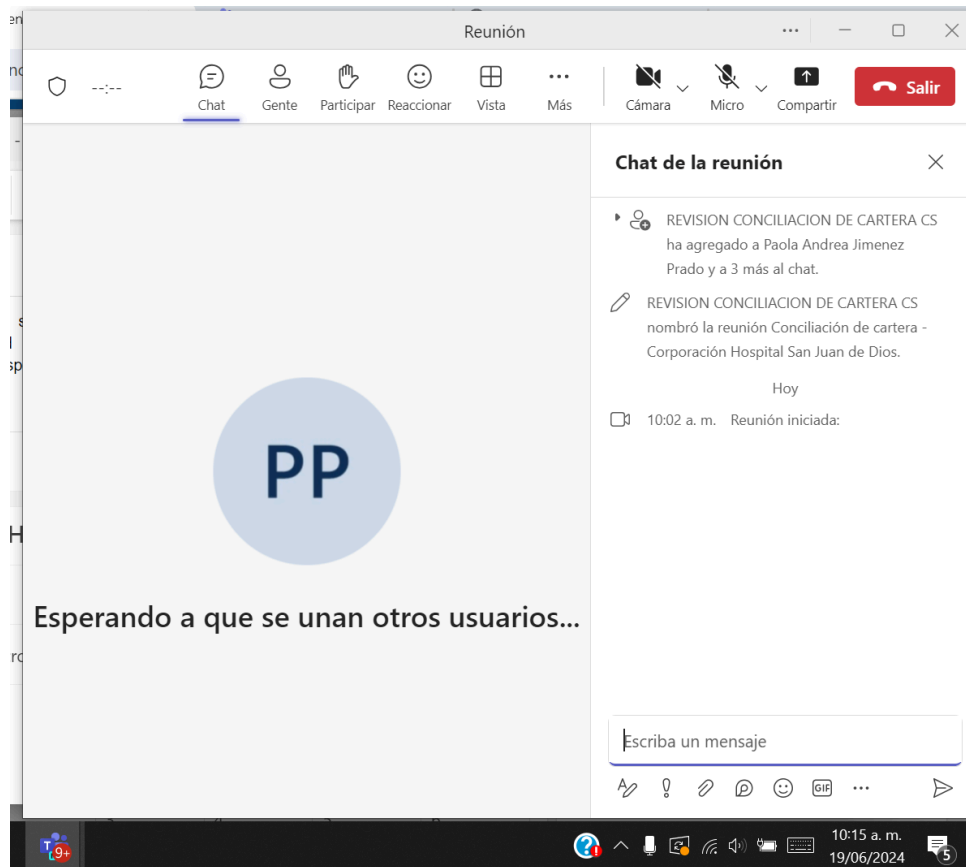 Reunión
--:--
Chat
Gente
Participar
Reaccionar
Vista
Más
Cámara
Micro
Compartir
Salir
Chat de la reunión
REVISION CONCILIACION DE CARTERA CS
ha agregado a Paola Andrea Jimenez
Prado y a 3 más al chat.
REVISION CONCILIACION DE CARTERA CS
nombró la reunión Conciliación de cartera -
Corporación Hospital San Juan de Dios.
Hoy
10:02 a. m. Reunión iniciada:
PP
Esperando a que se unan otros usuarios...
Escriba un mensaje
GIF
T
9+
10:15 a. m.
19/06/2024
5